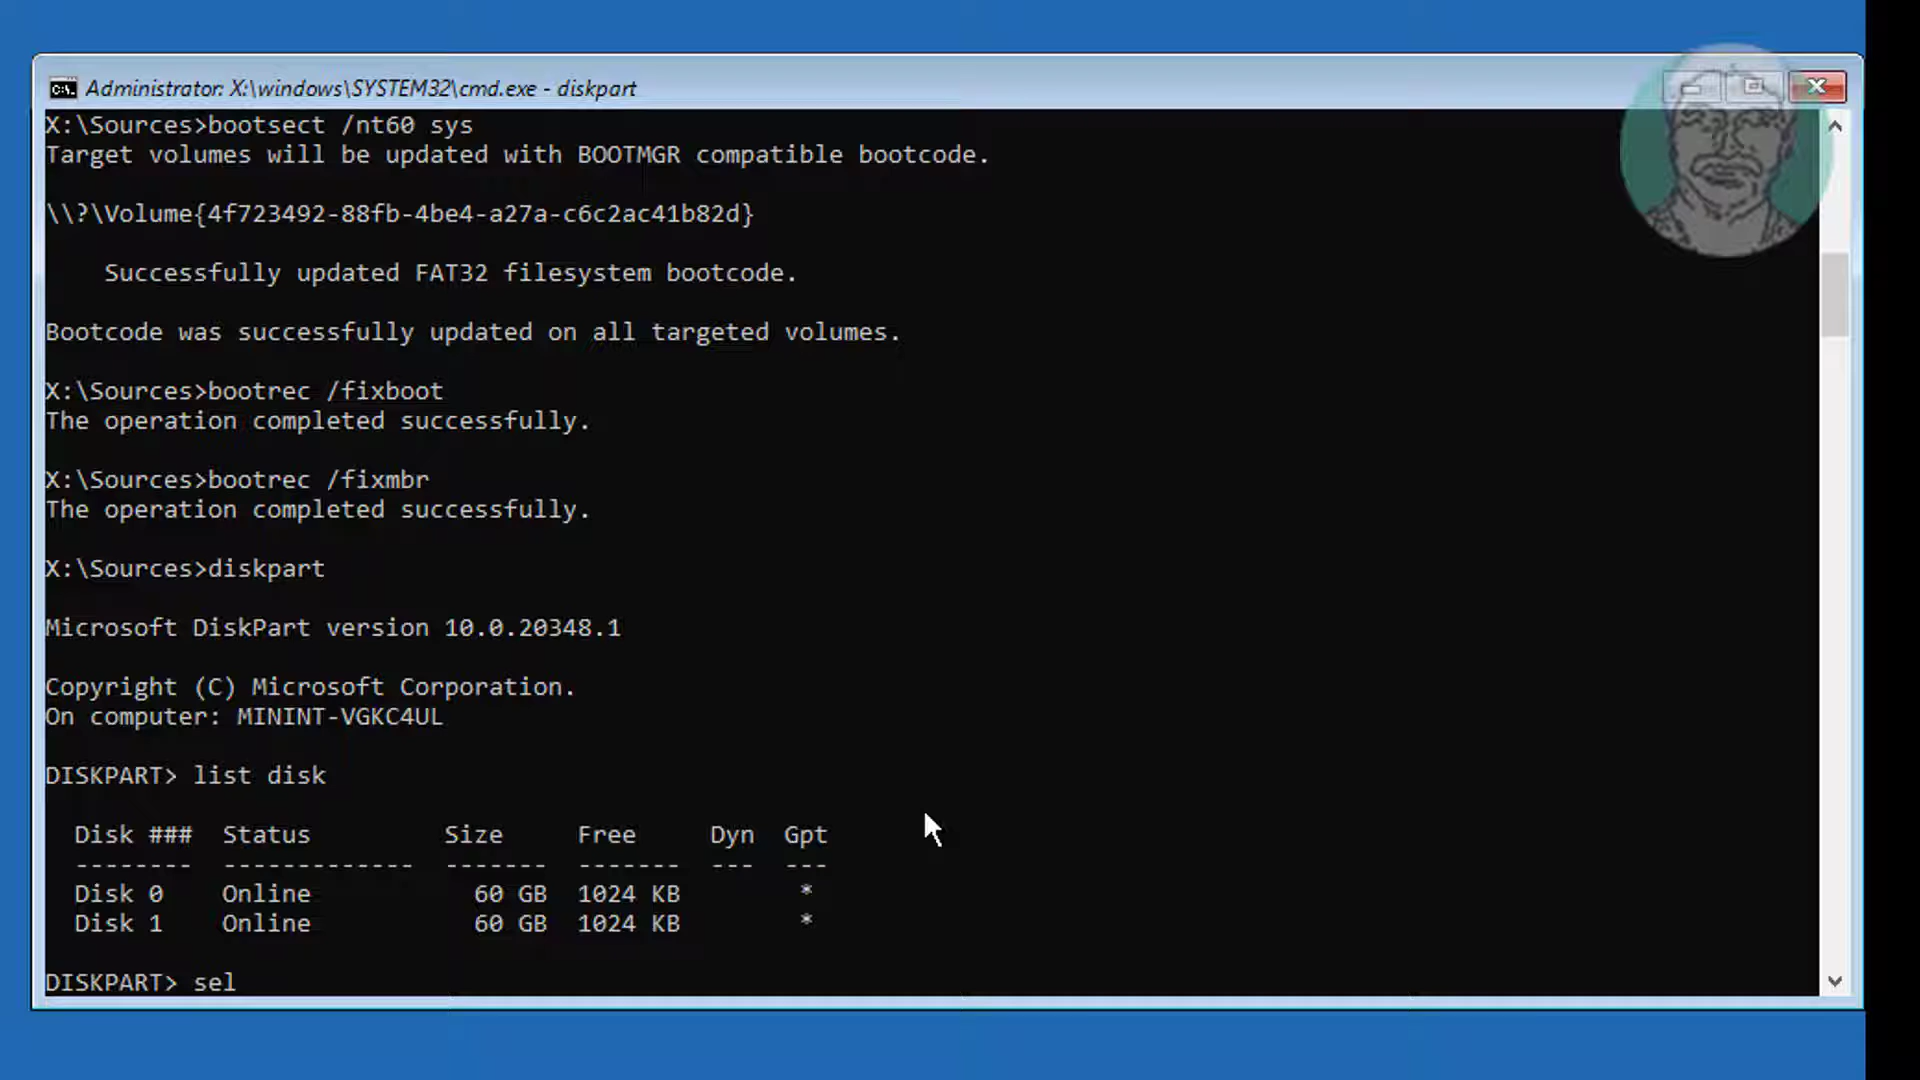 Administrator: X:\windows\SYSTEM32\cmd.exe - diskpart
X:\Sources>bootsect /nt60 sys
Target volumes will be updated with BOOTMGR compatible bootcode.
\\?\Volume{4f723492-88fb-4be4-a27a-c6c2ac41b82d}
Successfully updated FAT32 filesystem bootcode.
Bootcode was successfully updated on all targeted volumes.
X:\Sources>bootrec /fixboot
The operation completed successfully.
X:\Sources>bootrec /fixmbr
The operation completed successfully.
X:\Sources>diskpart
Microsoft DiskPart version 10.0.20348.1
Copyright (C) Microsoft Corporation.
On computer: MININT-VGKC4UL
DISKPART> list disk
Disk ### Status Size Free Dyn Gpt
-------- ------------- ------- ------- --- ---
Disk 0 Online 60 GB 1024 KB *
Disk 1 Online 60 GB 1024 KB *
DISKPART> sel